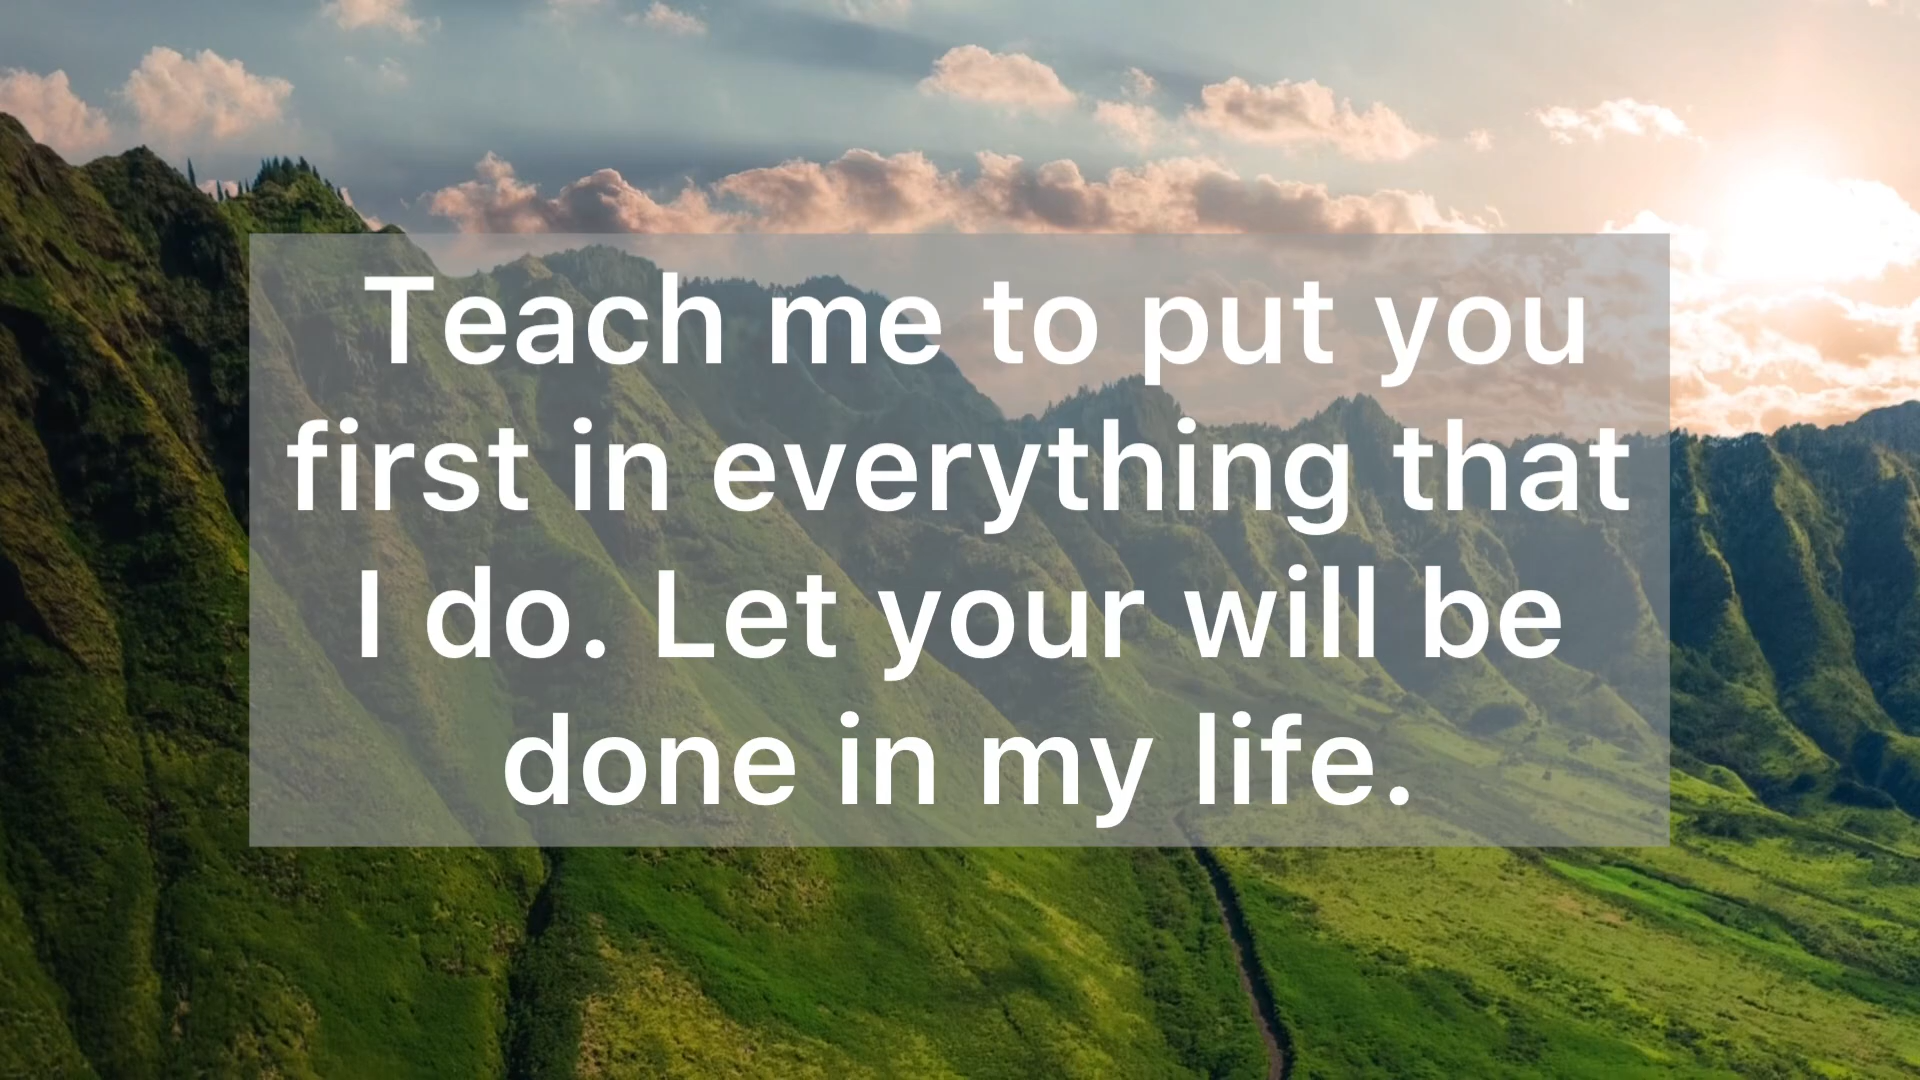 Teach me to put you
first in everything that
I do. Let your will be
done in my life.